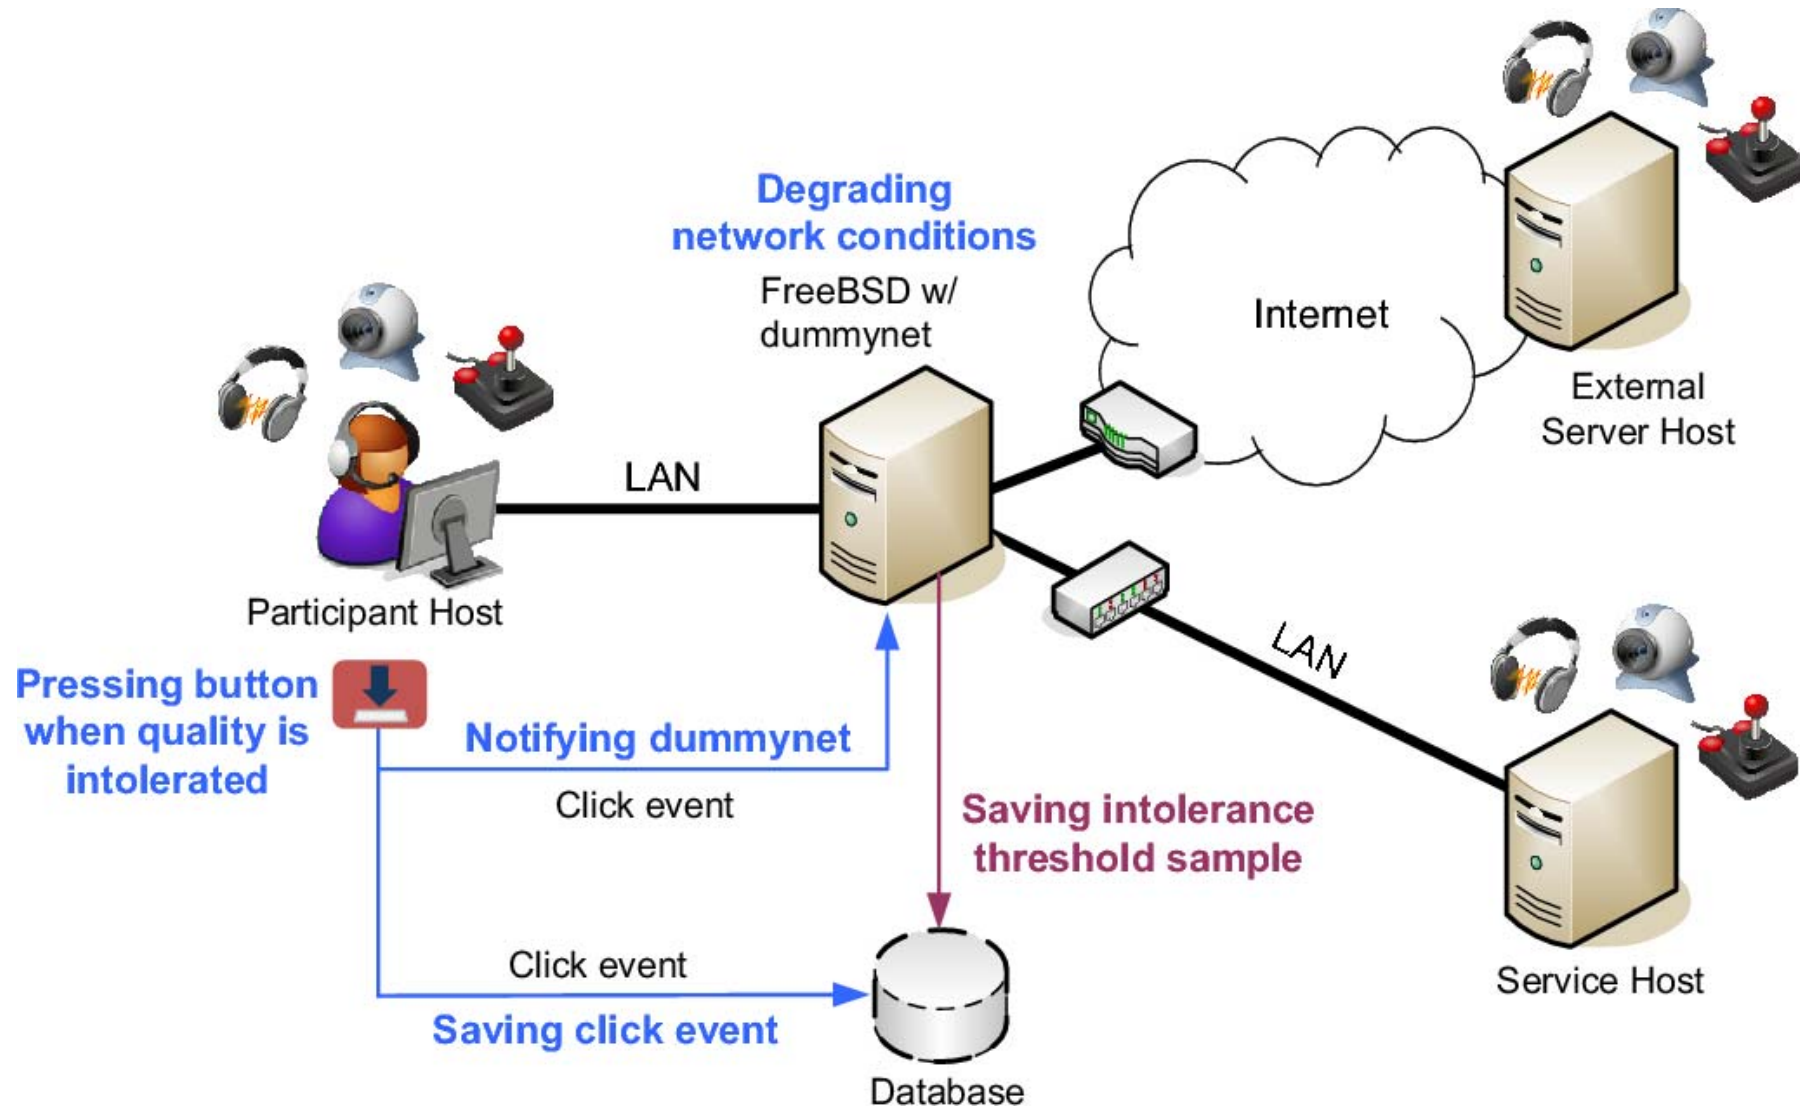 Degrading
network conditions
FreeBSD w/
dummynet
Internet
External
Server Host
LAN
Participant Host
LAN
Pressing button
when quality is
intolerated
Notifying dummynet
Click event
Saving intolerance
threshold sample
Click event
Saving click event
Service Host
Database